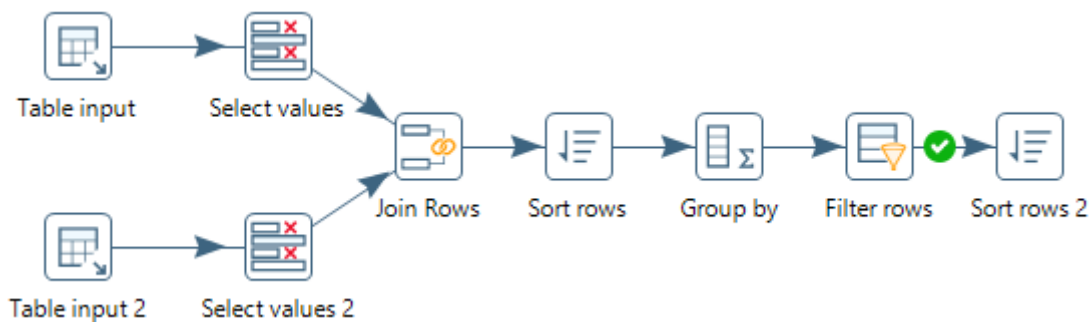 Table input
Select values
Join Rows
Sort rows
Group by
Filter rows
Sort rows 2
Table input 2
Select values 2